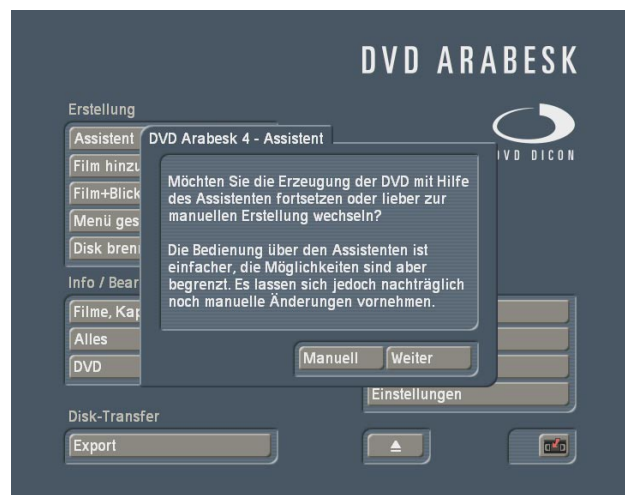 DVD ARABESK
Erstellung
Assistent
DVD Arabesk 4 - Assistent
Film hinzu
Film+Blick
Menü ges
Disk bren
DICON
Möchten Sie die Erzeugung der DVD mit Hilfe
des Assistenten fortsetzen oder lieber zur
manuellen Erstellung wechseln?
Die Bedienung über den Assistenten ist
einfacher, die Möglichkeiten sind aber
begrenzt. Es lassen sich jedoch nachträglich
noch manuelle Änderungen vornehmen.
Info / Bear
Filme, Kap
Alles
DVD
Manuell
Weiter
Einstellungen
Disk-Transfer
Export